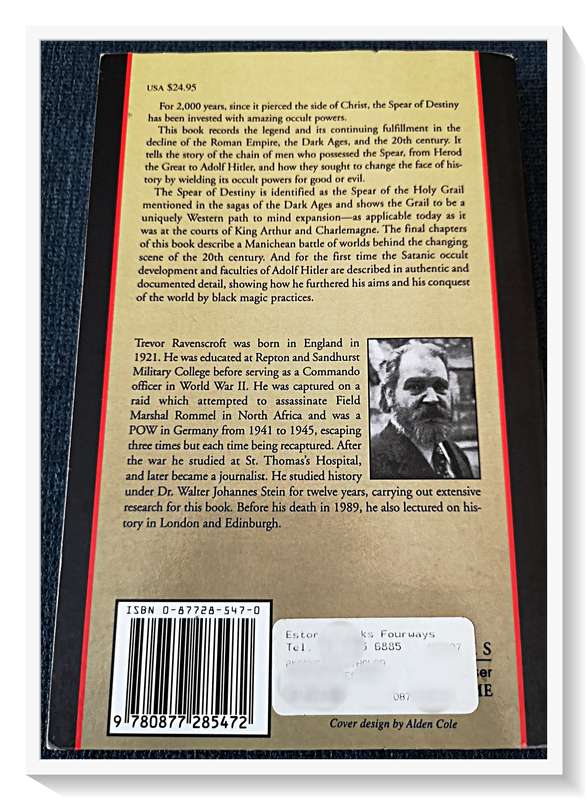 USA $24.95
For 2,000 years, since it pierced the side of Christ, the Spear of Destiny
has been invested with amazing occult powers.
This book records the legend and its continuing fulfillment in the
decline of the Roman Empire, the Dark Ages, and the 20th century. It
tells the story of the chain of men who possessed the Spear, from Herod
the Great to Adolf Hitler, and how they sought to change the face of his-
tory by wielding its occult powers for good or evil.
The Spear of Destiny is identified as the Spear of the Holy Grail
mentioned in the sagas of the Dark Ages and shows the Grail to be a
uniquely Western path to mind expansion—as applicable today as it
was at the courts of King Arthur and Charlemagne. The final chapters
of this book describe a Manichean battle of worlds behind the changing
scene of the 20th century. And for the first time the Satanic occult
development and faculties of Adolf Hitler are described in authentic and
documented detail, showing how he furthered his aims and his conquest
of the world by black magic practices.
Trevor Ravenscroft was born in England in
1921. He was educated at Repton and Sandhurst
Military College before serving as a Commando
officer in World War II. He was captured on a
raid which attempted to assassinate Field
Marshal Rommel in North Africa and was a
POW in Germany from 1941 to 1945, escaping
three times but each time being recaptured. After
the war he studied at St. Thomas's Hospital,
and later became a journalist. He studied history
under Dr. Walter Johannes Stein for twelve years, carrying out extensive
research for this book. Before his death in 1989, he also lectured on his-
tory in London and Edinburgh.
ISBN 0-87728-547-0
9 780877 285472
Fourways
Tel. 6885
087
Cover design by Alden Cole